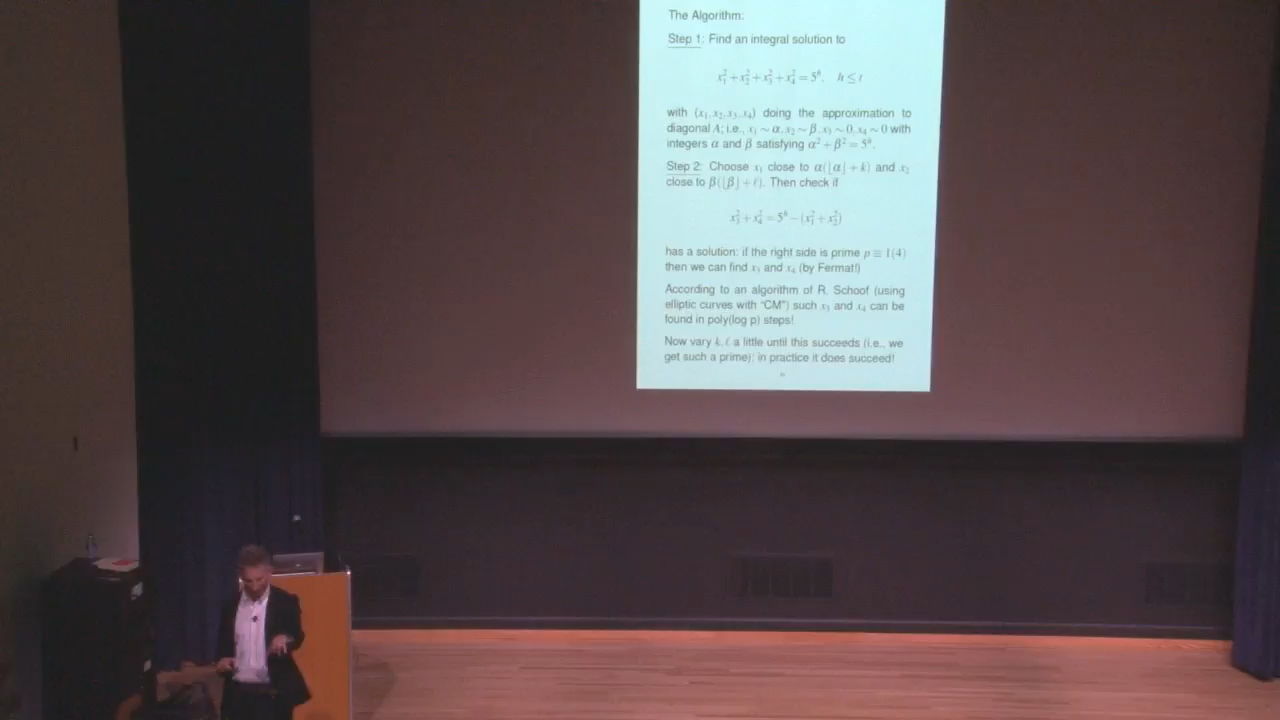 The Algorithm:
Step 1: Find an integral solution to
x₁² + x₂² + x₃² + x₄² = 5ʰ, h ≤ t
with (x₁, x₂, x₃, x₄) doing the approximation to
diagonal A; i.e., x₁ ∼ α, x₂ ∼ β, x₃ ∼ 0, x₄ ∼ 0 with
integers α and β satisfying α² + β² = 5ʰ.
Step 2: Choose x₁ close to α(⌊α⌋ + k) and x₂
close to β(⌊β⌋ + ℓ). Then check if
x₃² + x₄² = 5ʰ − (x₁² + x₂²)
has a solution: if the right side is prime p ≡ 1(4)
then we can find x₃ and x₄ (by Fermat!)
According to an algorithm of R. Schoof (using
elliptic curves with "CM") such x₃ and x₄ can be
found in poly(log p) steps!
Now vary k, ℓ a little until this succeeds (i.e., we
get such a prime); in practice it does succeed!